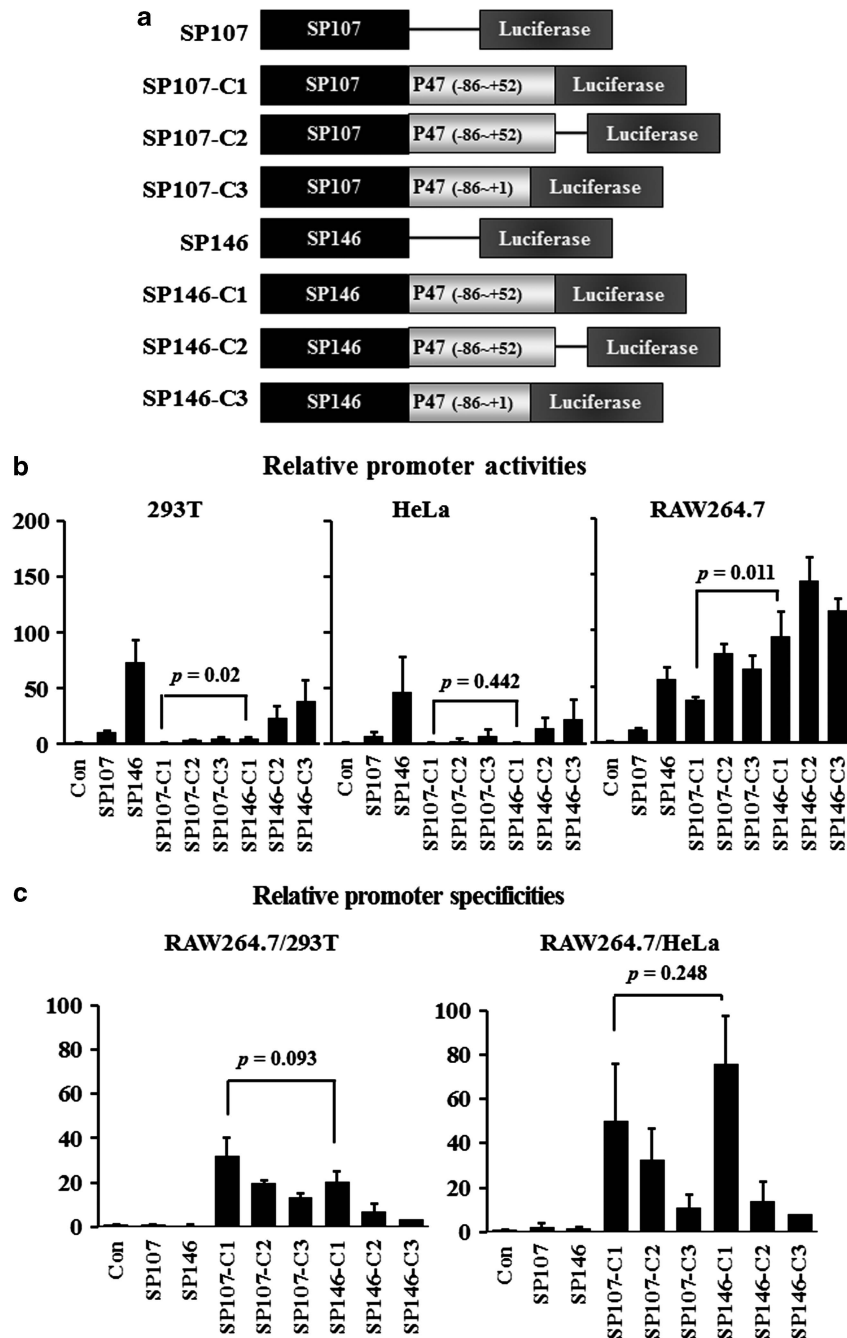 a
SP107 SP107 Luciferase
SP107-C1 SP107 P47 (-86~+52) Luciferase
SP107-C2 SP107 P47 (-86~+52) Luciferase
SP107-C3 SP107 P47 (-86~+1) Luciferase
SP146 SP146 Luciferase
SP146-C1 SP146 P47 (-86~+52) Luciferase
SP146-C2 SP146 P47 (-86~+52) Luciferase
SP146-C3 SP146 P47 (-86~+1) Luciferase
b
Relative promoter activities
293T HeLa RAW264.7
200
150
100
50
0
p = 0.02
p = 0.442
p = 0.011
Con SP107 SP146 SP107-C1 SP107-C2 SP107-C3 SP146-C1 SP146-C2 SP146-C3
Con SP107 SP146 SP107-C1 SP107-C2 SP107-C3 SP146-C1 SP146-C2 SP146-C3
Con SP107 SP146 SP107-C1 SP107-C2 SP107-C3 SP146-C1 SP146-C2 SP146-C3
c
Relative promoter specificities
RAW264.7/293T
100
80
60
40
20
0
p = 0.093
Con SP107 SP146 SP107-C1 SP107-C2 SP107-C3 SP146-C1 SP146-C2 SP146-C3
RAW264.7/HeLa
p = 0.248
100
80
60
40
20
0
Con SP107 SP146 SP107-C1 SP107-C2 SP107-C3 SP146-C1 SP146-C2 SP146-C3